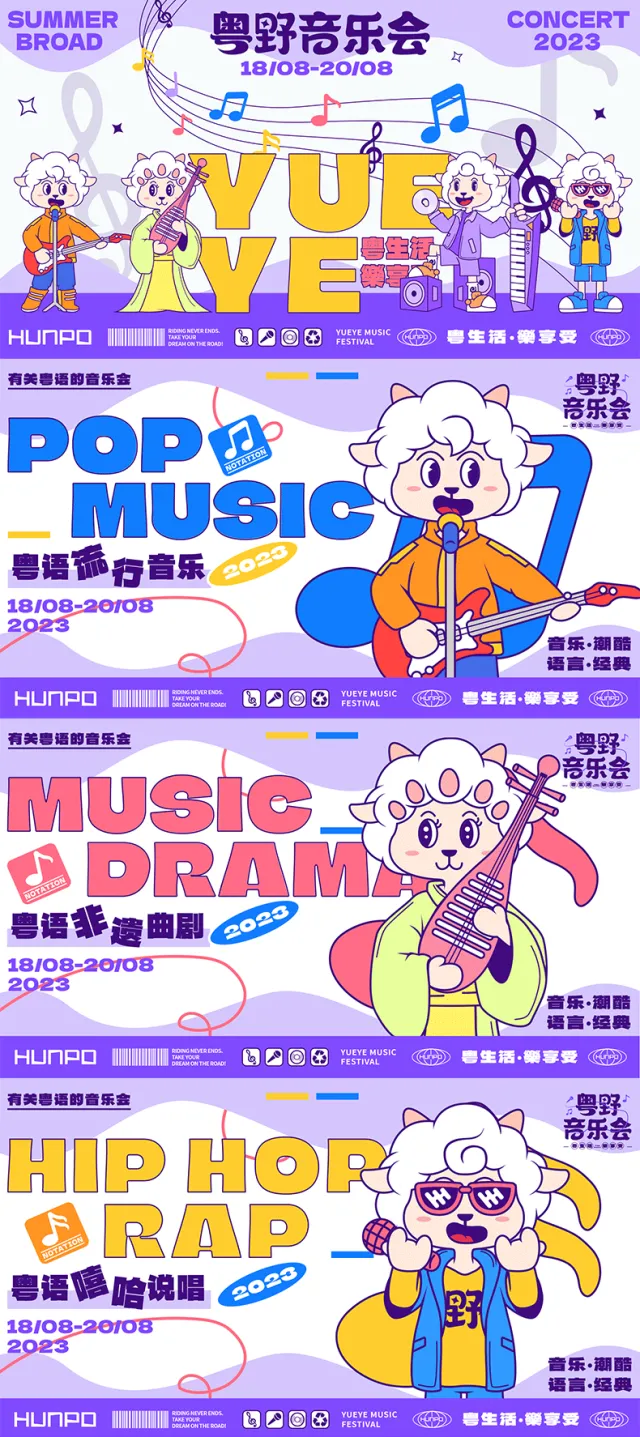 SUMMER
BROAD
粤野音乐会
18/08-20/08
CONCERT
2023
YUE
YE
粤生活
樂享
野
HUNPO
RIDING NEVER ENDS.
TAKE YOUR
DREAM ON THE ROAD!
YUEYE MUSIC
FESTIVAL
HUNPO
粤生活·樂享受
HUNPO
有关粤语的音乐会
粤野
音乐会
POP
NOTATION
MUSIC
粤语流行音乐
2023
18/08-20/08
2023
音乐·潮酷
语言·经典
HUNPO
RIDING NEVER ENDS.
TAKE YOUR
DREAM ON THE ROAD!
YUEYE MUSIC
FESTIVAL
HUNPO
粤生活·樂享受
HUNPO
有关粤语的音乐会
粤野
音乐会
MUSIC
DRAMA
NOTATION
粤语非遗曲剧
2023
18/08-20/08
2023
音乐·潮酷
语言·经典
HUNPO
RIDING NEVER ENDS.
TAKE YOUR
DREAM ON THE ROAD!
YUEYE MUSIC
FESTIVAL
HUNPO
粤生活·樂享受
HUNPO
有关粤语的音乐会
粤野
音乐会
HIP HOP
RAP
NOTATION
粤语嘻哈说唱
2023
野
18/08-20/08
2023
音乐·潮酷
语言·经典
HUNPO
RIDING NEVER ENDS.
TAKE YOUR
DREAM ON THE ROAD!
YUEYE MUSIC
FESTIVAL
HUNPO
粤生活·樂享受
HUNPO